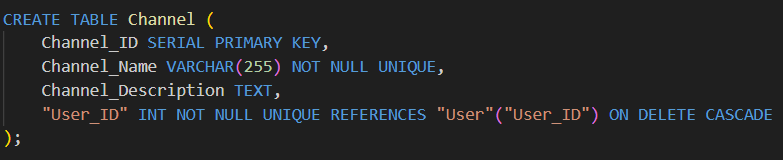 CREATE TABLE Channel (
Channel_ID SERIAL PRIMARY KEY,
Channel_Name VARCHAR(255) NOT NULL UNIQUE,
Channel_Description TEXT,
"User_ID" INT NOT NULL UNIQUE REFERENCES "User"("User_ID") ON DELETE CASCADE
);